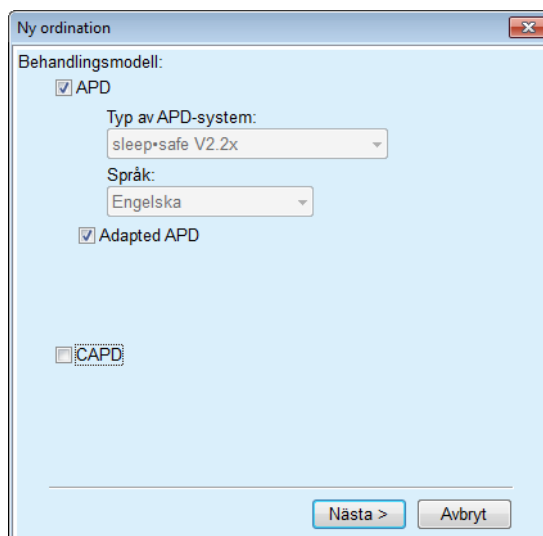 Ny ordination
Behandlingsmodell:
APD
Typ av APD-system:
sleep•safe V2.2x
Språk:
Engelska
Adapted APD
CAPD
Nästa >
Avbryt